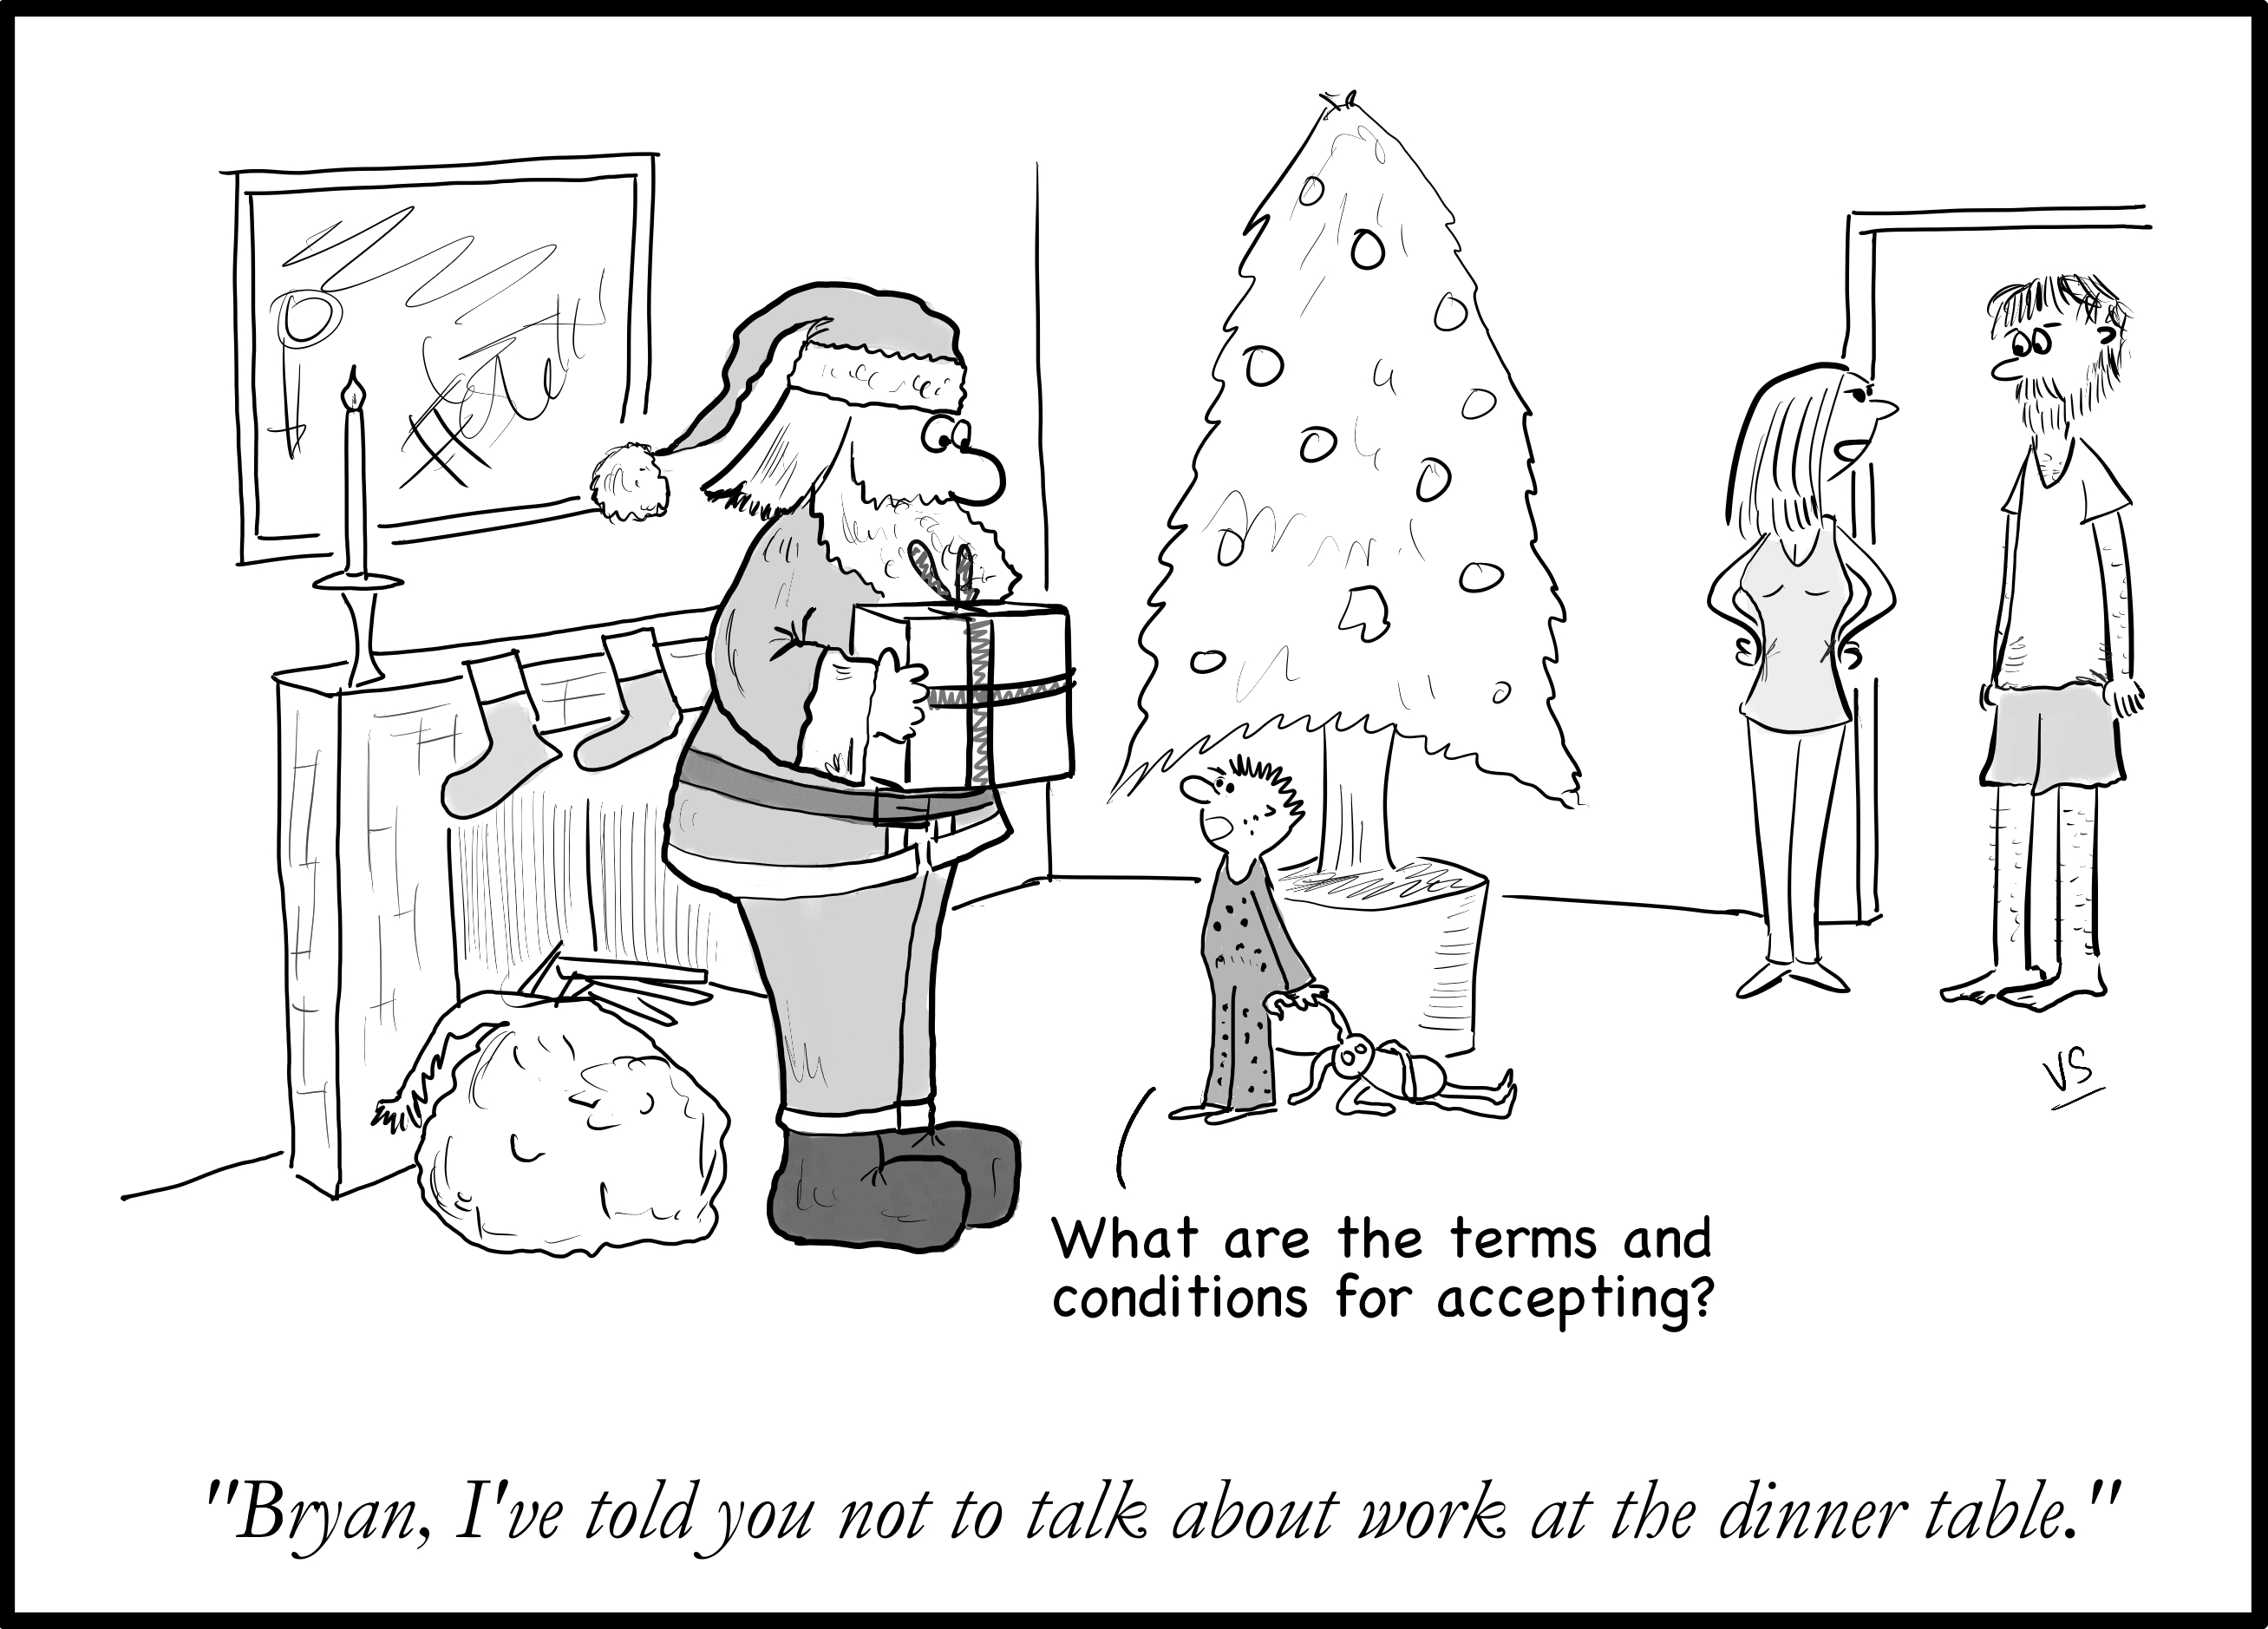 VS
What are the terms and
conditions for accepting?
"Bryan, I've told you not to talk about work at the dinner table."